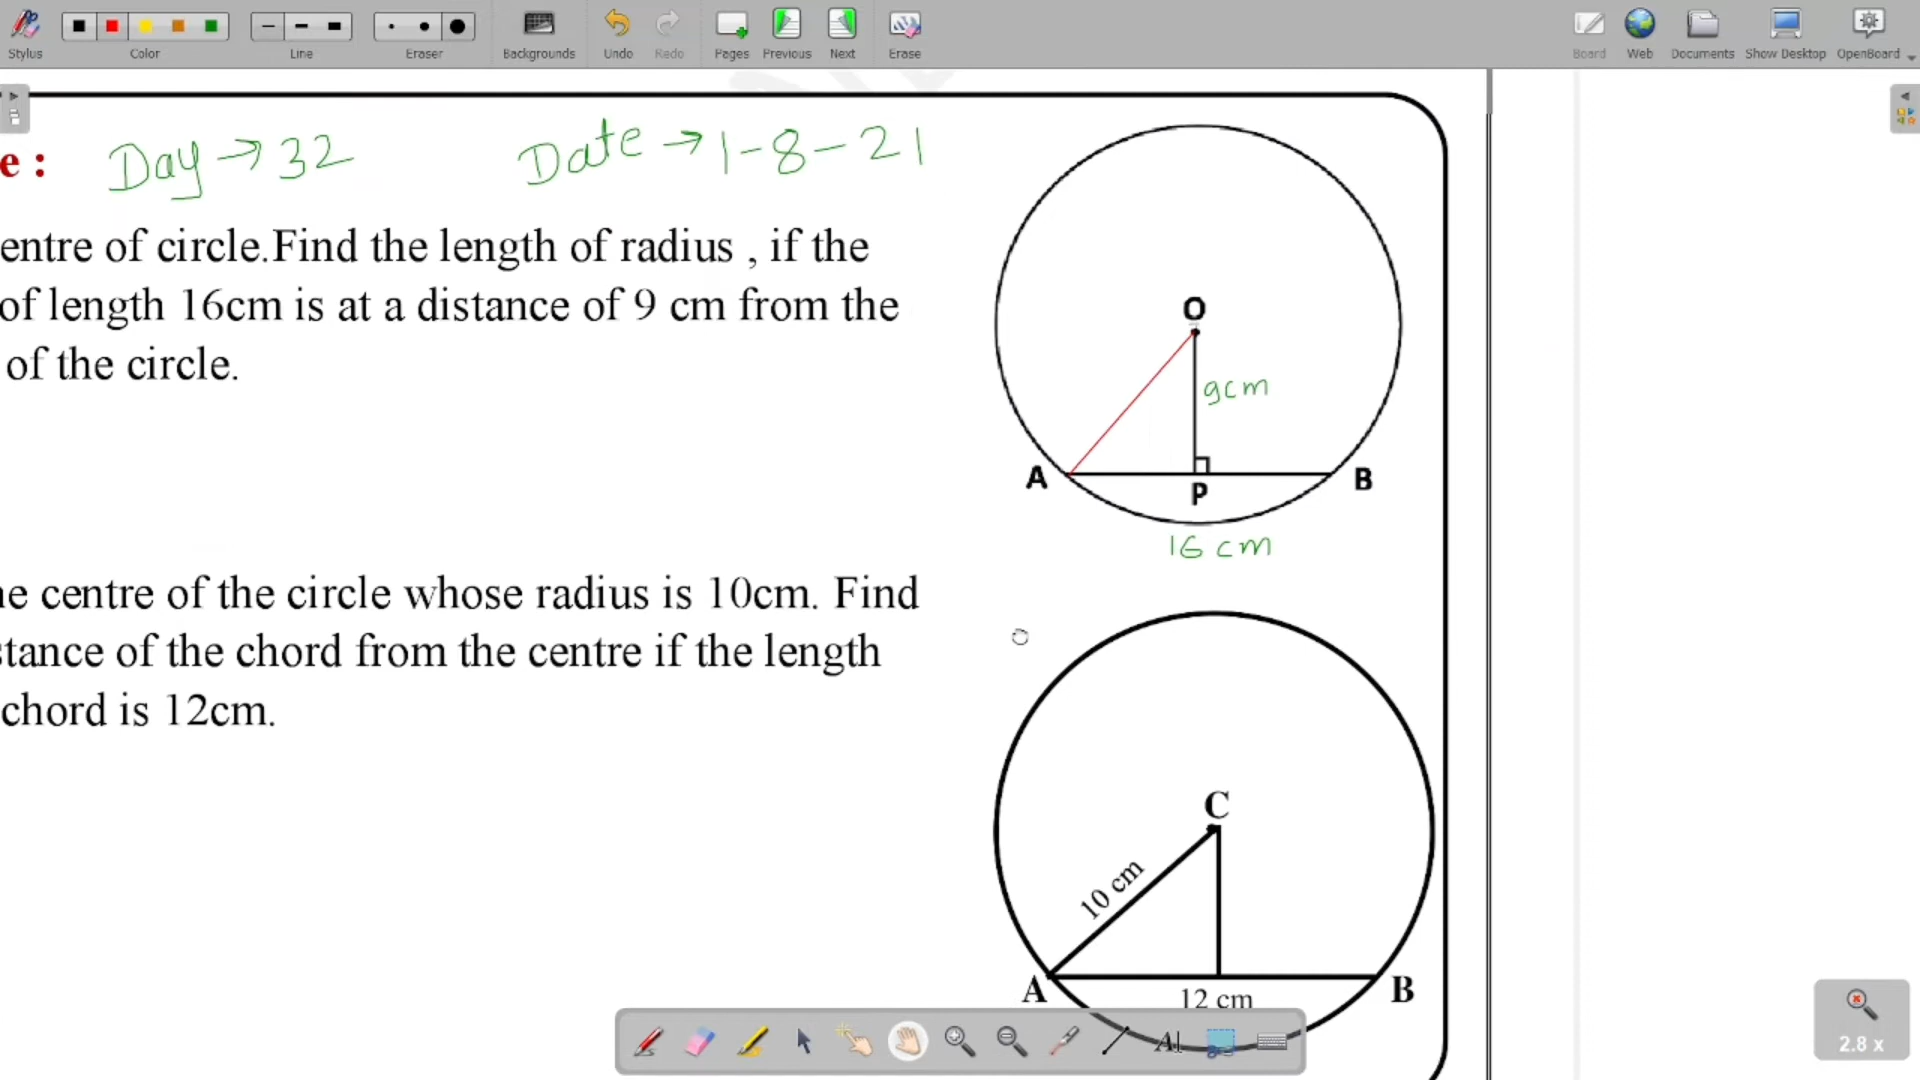 Stylus
Color
Line
Eraser
Backgrounds
Undo
Redo
Pages
Previous
Next
Erase
Board
Web
Documents
Show Desktop
OpenBoard
e :
Day → 32
Date → 1-8-21
entre of circle.Find the length of radius , if the
of length 16cm is at a distance of 9 cm from the
of the circle.
O
9cm
A
P
B
16 cm
ne centre of the circle whose radius is 10cm. Find
stance of the chord from the centre if the length
chord is 12cm.
C
10 cm
A
12 cm
B
2.8 x